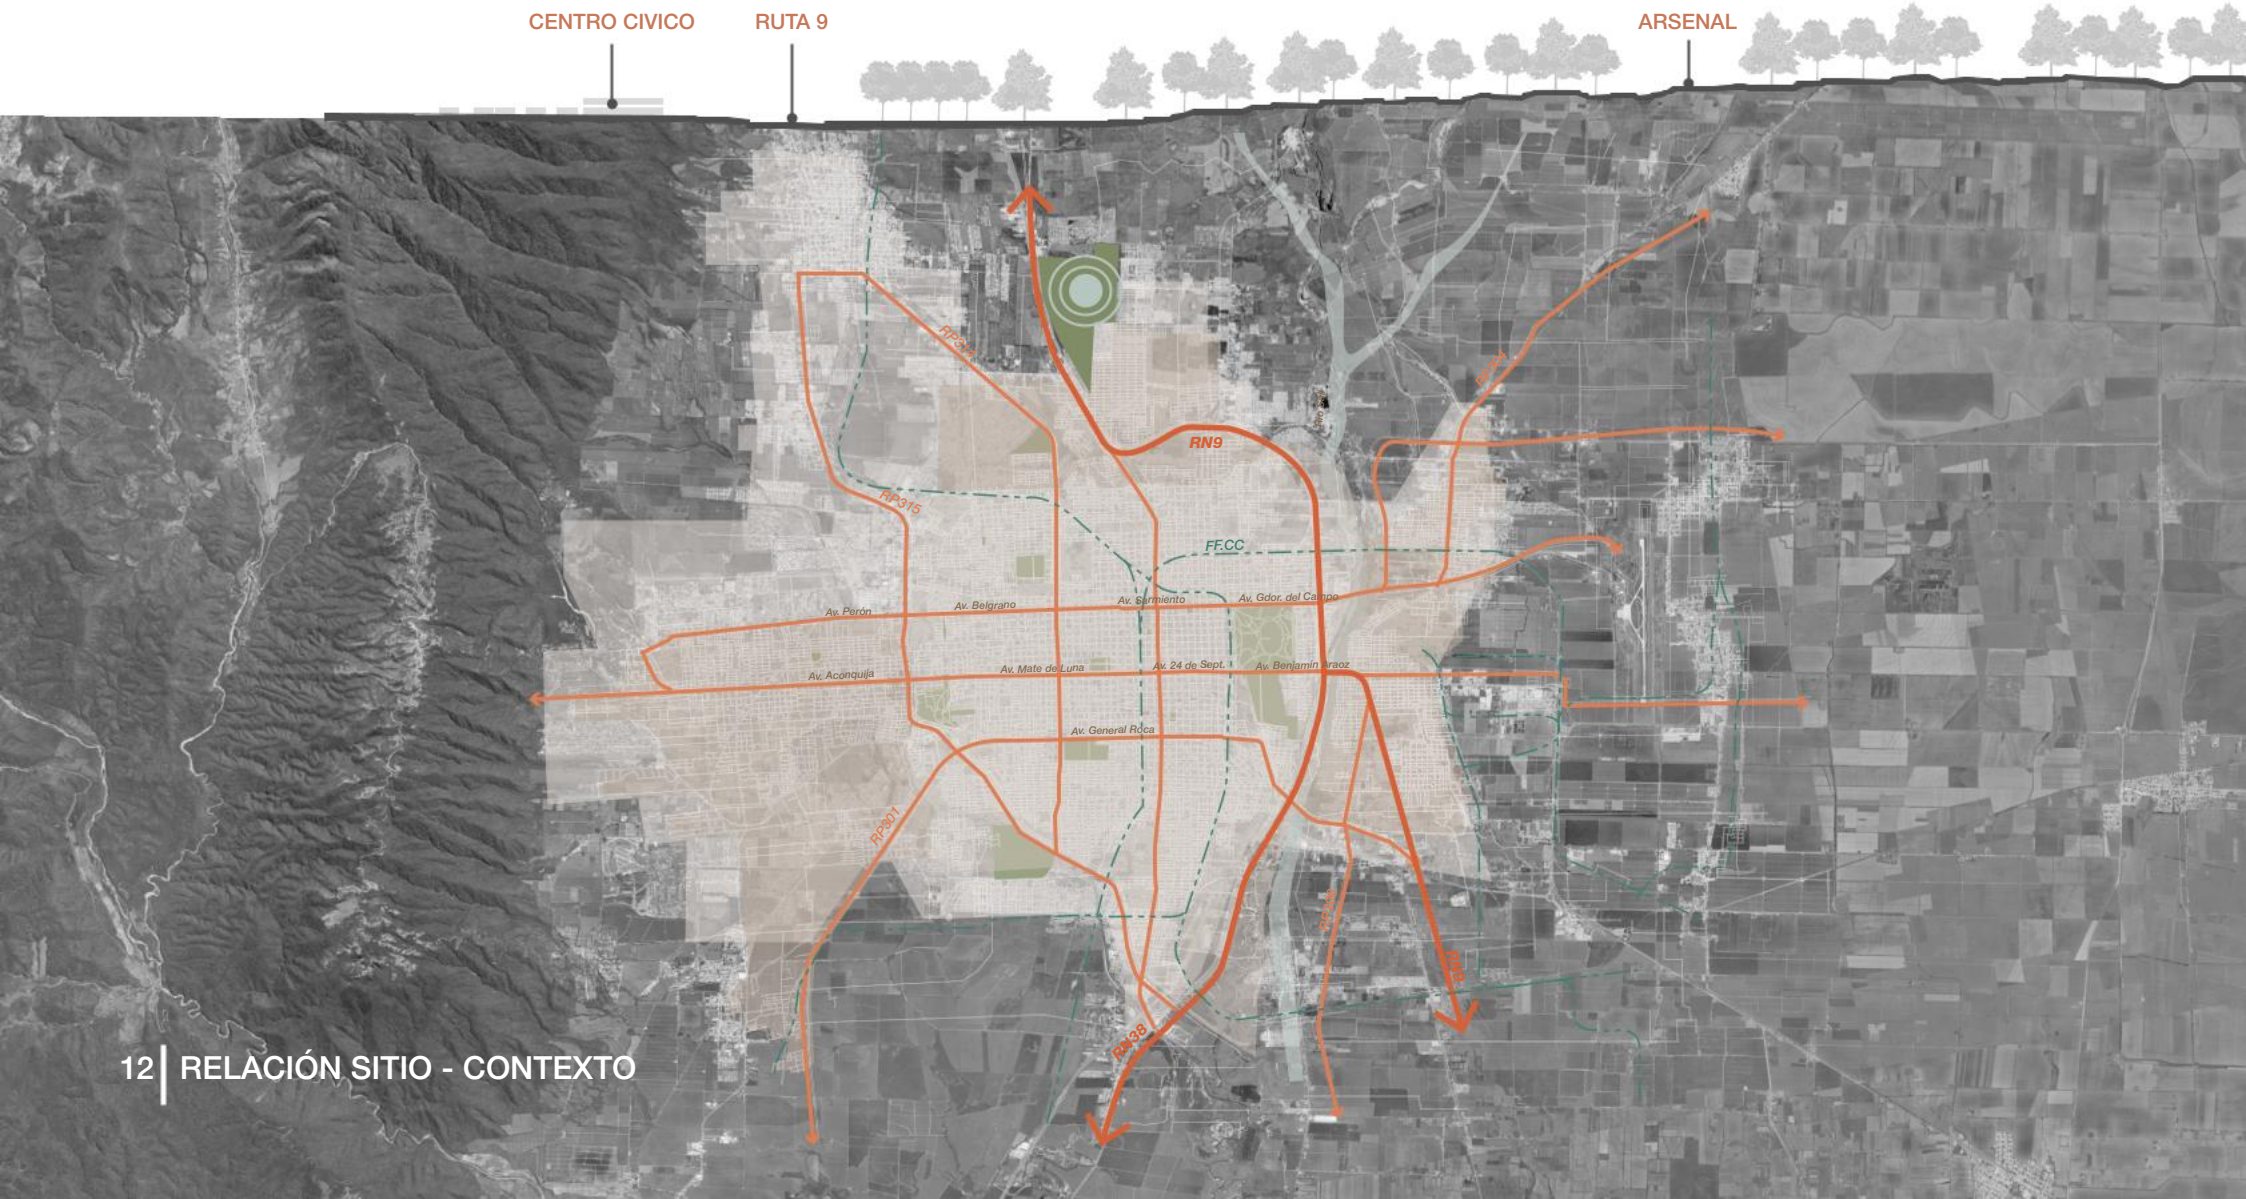 CENTRO CIVICO
RUTA 9
ARSENAL
RN9
RP315
FF.CC
Av. Perón
Av. Belgrano
Av. Sarmiento
Av. Gdor. del Campo
Av. Aconquija
Av. Mate de Luna
Av. 24 de Sept.
Av. Benjamín Araoz
Av. General Roca
RP301
RN9
RN38
12 | RELACIÓN SITIO - CONTEXTO